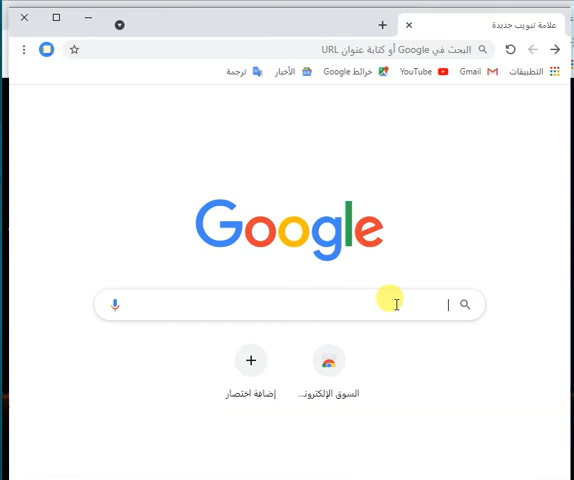 علامة تبويب جديدة
البحث في Google أو كتابة عنوان URL
التطبيقات Gmail YouTube خرائط Google الأخبار ترجمة
Google
السوق الإلكترونـ... إضافة اختصار